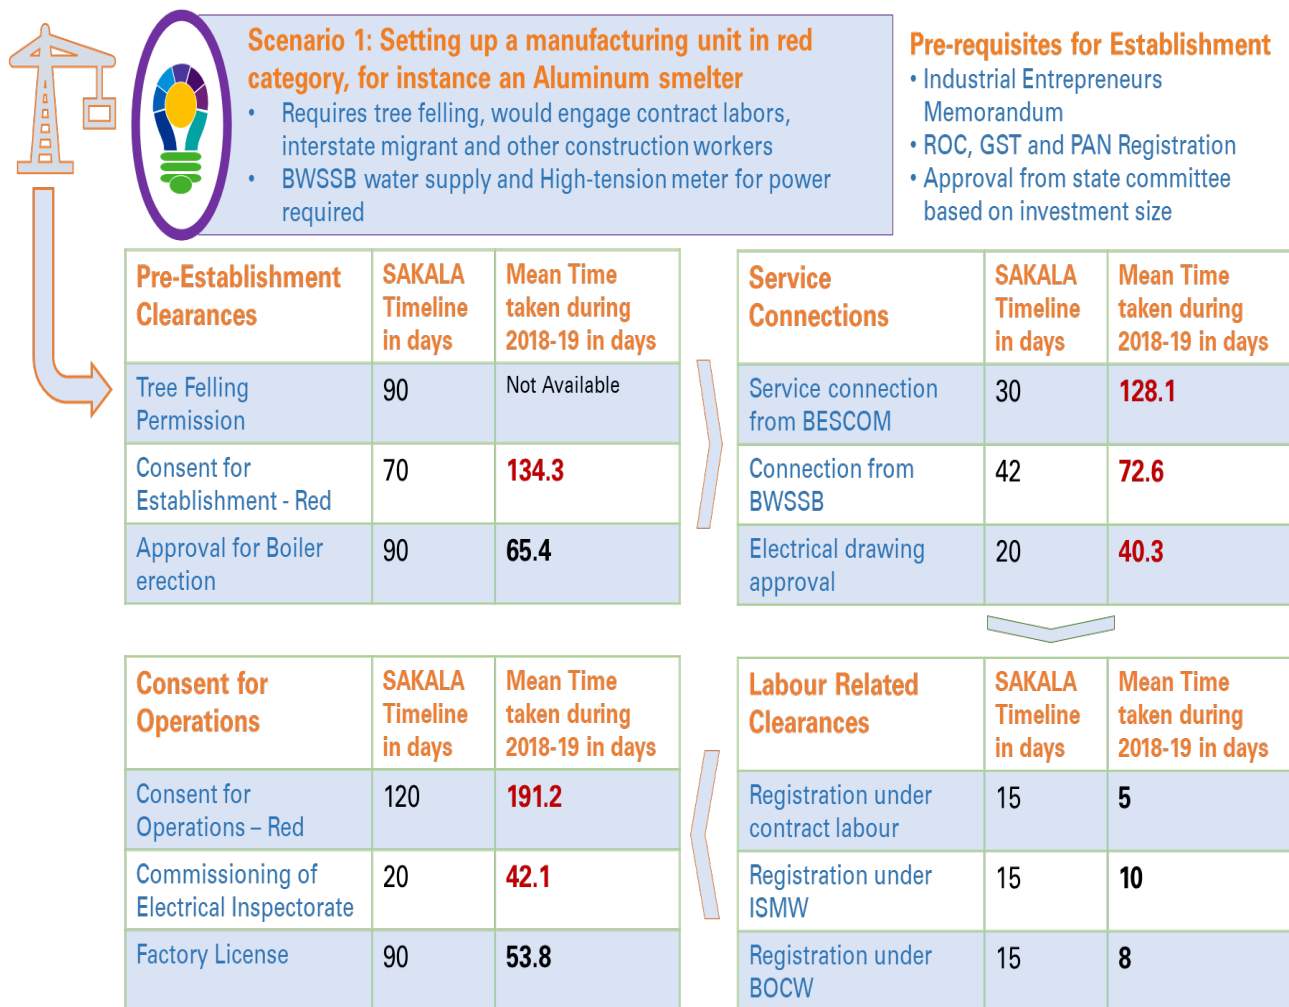 Scenario 1: Setting up a manufacturing unit in red
category, for instance an Aluminum smelter
• Requires tree felling, would engage contract labors,
interstate migrant and other construction workers
• BWSSB water supply and High-tension meter for power
required
Pre-requisites for Establishment
• Industrial Entrepreneurs
Memorandum
• ROC, GST and PAN Registration
• Approval from state committee
based on investment size
Pre-Establishment
Clearances
SAKALA
Timeline
in days
Mean Time
taken during
2018-19 in days
Tree Felling
Permission
90
Not Available
Consent for
Establishment - Red
70
134.3
Approval for Boiler
erection
90
65.4
Service
Connections
SAKALA
Timeline
in days
Mean Time
taken during
2018-19 in days
Service connection
from BESCOM
30
128.1
Connection from
BWSSB
42
72.6
Electrical drawing
approval
20
40.3
Consent for
Operations
SAKALA
Timeline
in days
Mean Time
taken during
2018-19 in days
Consent for
Operations – Red
120
191.2
Commissioning of
Electrical Inspectorate
20
42.1
Factory License
90
53.8
Labour Related
Clearances
SAKALA
Timeline
in days
Mean Time
taken during
2018-19 in days
Registration under
contract labour
15
5
Registration under
ISMW
15
10
Registration under
BOCW
15
8